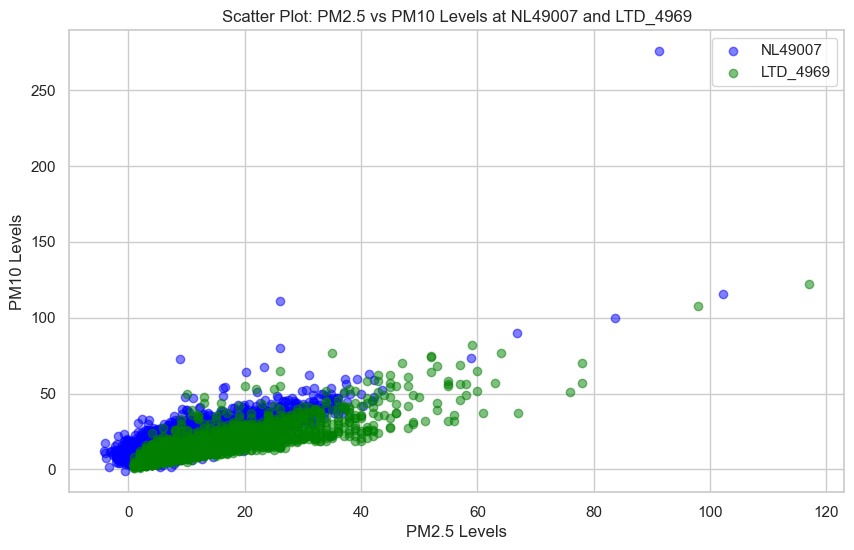 Scatter Plot: PM2.5 vs PM10 Levels at NL49007 and LTD_4969
NL49007
LTD_4969
PM10 Levels
250
200
150
100
50
0
0 20 40 60 80 100 120
PM2.5 Levels